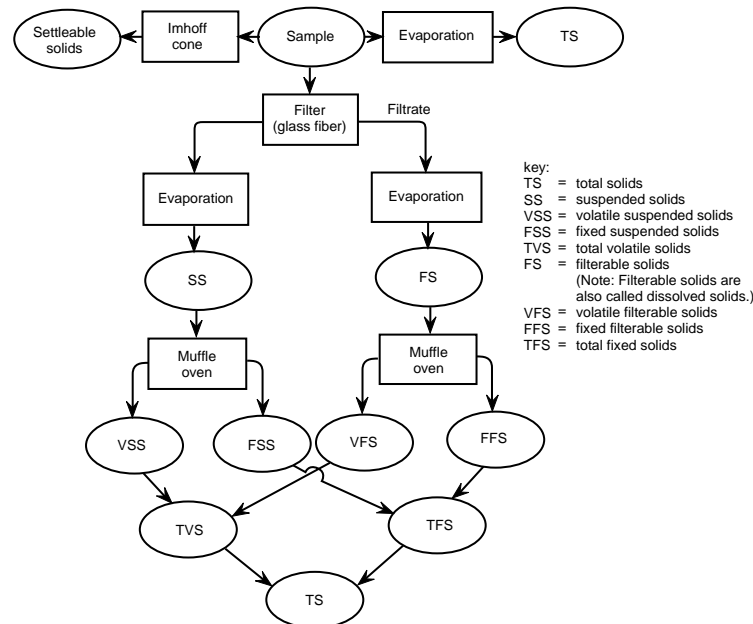 Settleable
solids
Imhoff
cone
Sample
Evaporation
TS
Filter
(glass fiber)
Filtrate
Evaporation
Evaporation
SS
FS
Muffle
oven
Muffle
oven
VSS
FSS
VFS
FFS
TVS
TFS
TS
key:
TS = total solids
SS = suspended solids
VSS = volatile suspended solids
FSS = fixed suspended solids
TVS = total volatile solids
FS = filterable solids
(Note: Filterable solids are
also called dissolved solids.)
VFS = volatile filterable solids
FFS = fixed filterable solids
TFS = total fixed solids